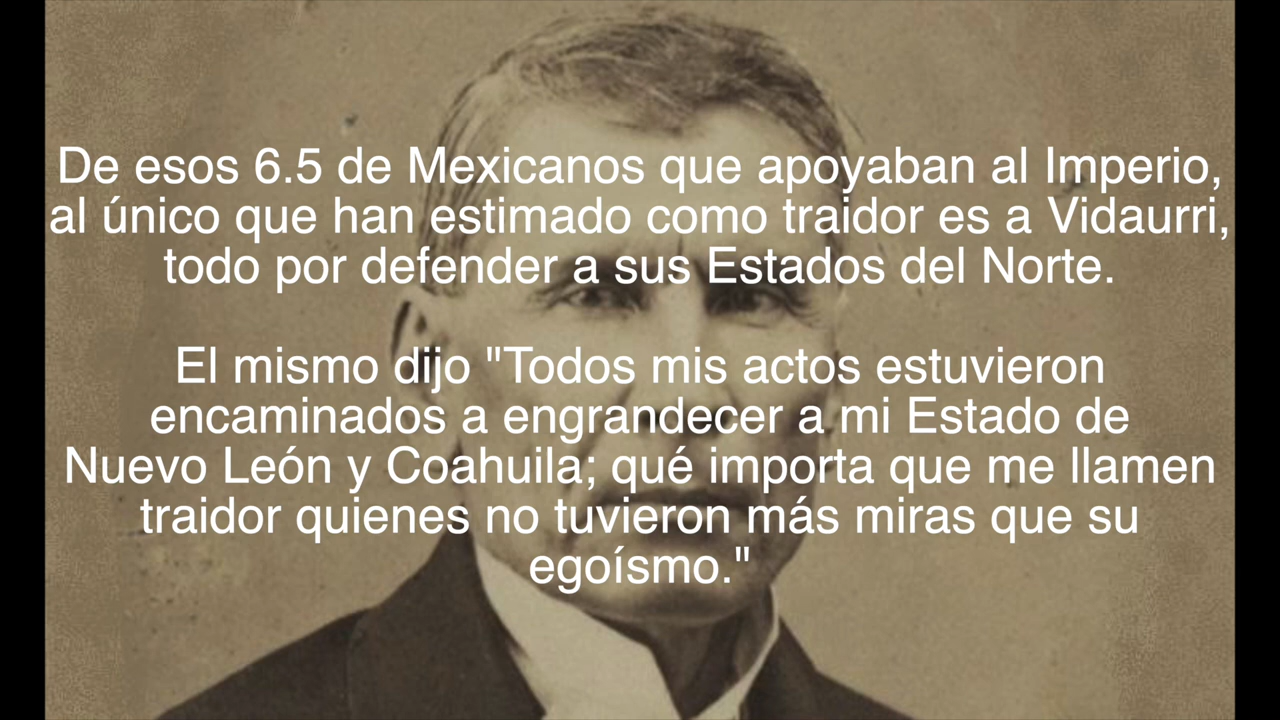 De esos 6.5 de Mexicanos que apoyaban al Imperio,
al único que han estimado como traidor es a Vidaurri,
todo por defender a sus Estados del Norte.
El mismo dijo "Todos mis actos estuvieron
encaminados a engrandecer a mi Estado de
Nuevo León y Coahuila; qué importa que me llamen
traidor quienes no tuvieron más miras que su
egoísmo."